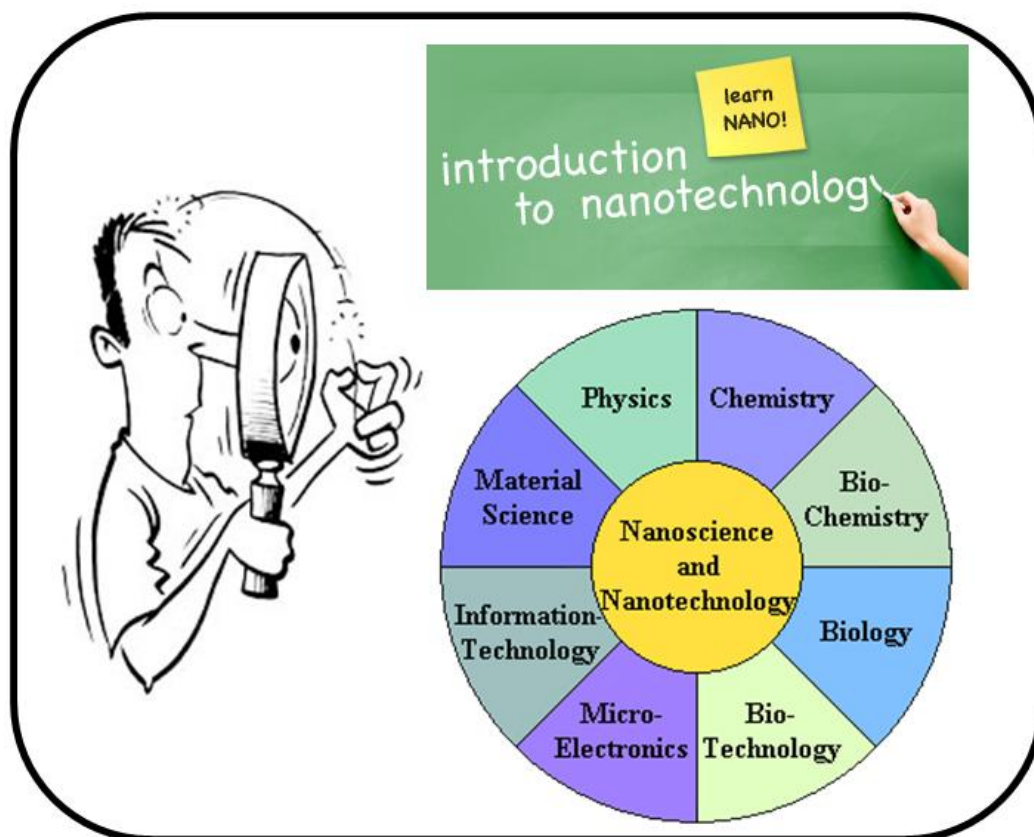 learn
NANO!
introduction
to nanotechnology
Physics
Chemistry
Bio-
Chemistry
Biology
Bio-
Technology
Micro-
Electronics
Information-
Technology
Material
Science
Nanoscience
and
Nanotechnology